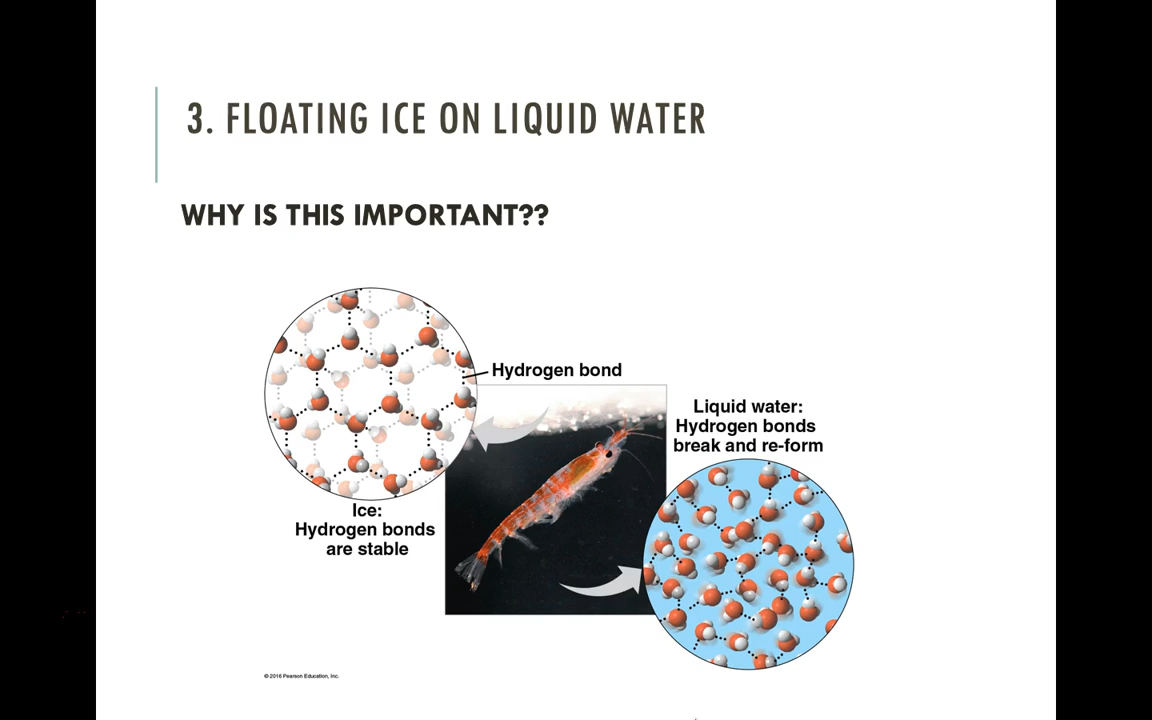 3. FLOATING ICE ON LIQUID WATER
WHY IS THIS IMPORTANT??
Hydrogen bond
Liquid water:
Hydrogen bonds
break and re-form
Ice:
Hydrogen bonds
are stable
© 2016 Pearson Education, Inc.